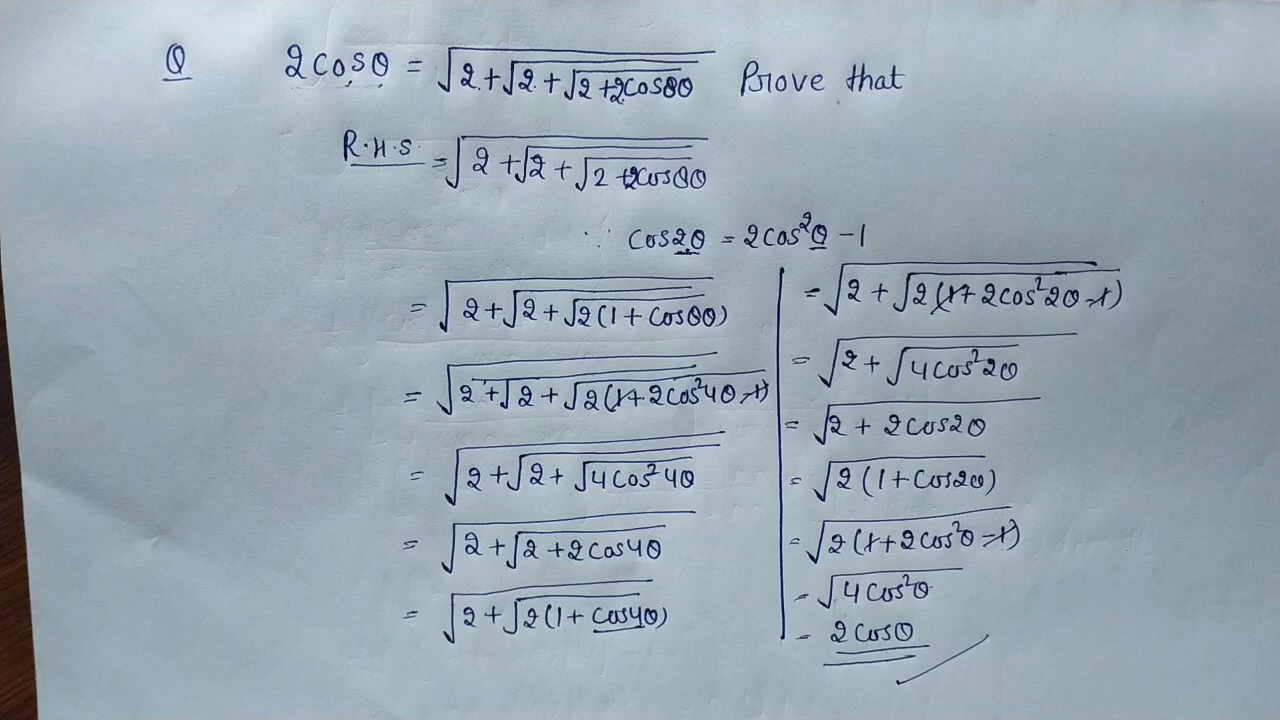 Q 2cosθ = √(2+√(2+√(2+2cos8θ))) Prove that
R.H.S. = √(2+√(2+√(2+2cos8θ)))
∵ cos2θ = 2cos²θ - 1
= √(2+√(2+√(2(1+cos8θ))))
= √(2+√(2+√(2(1+2cos²4θ-1))))
= √(2+√(2+√(4cos²4θ)))
= √(2+√(2+2cos4θ))
= √(2+√(2(1+cos4θ)))
= √(2+√(2(1+2cos²2θ-1)))
= √(2+√(4cos²2θ))
= √(2+2cos2θ)
= √(2(1+cos2θ))
= √(2(1+2cos²θ-1))
= √(4cos²θ)
= 2cosθ